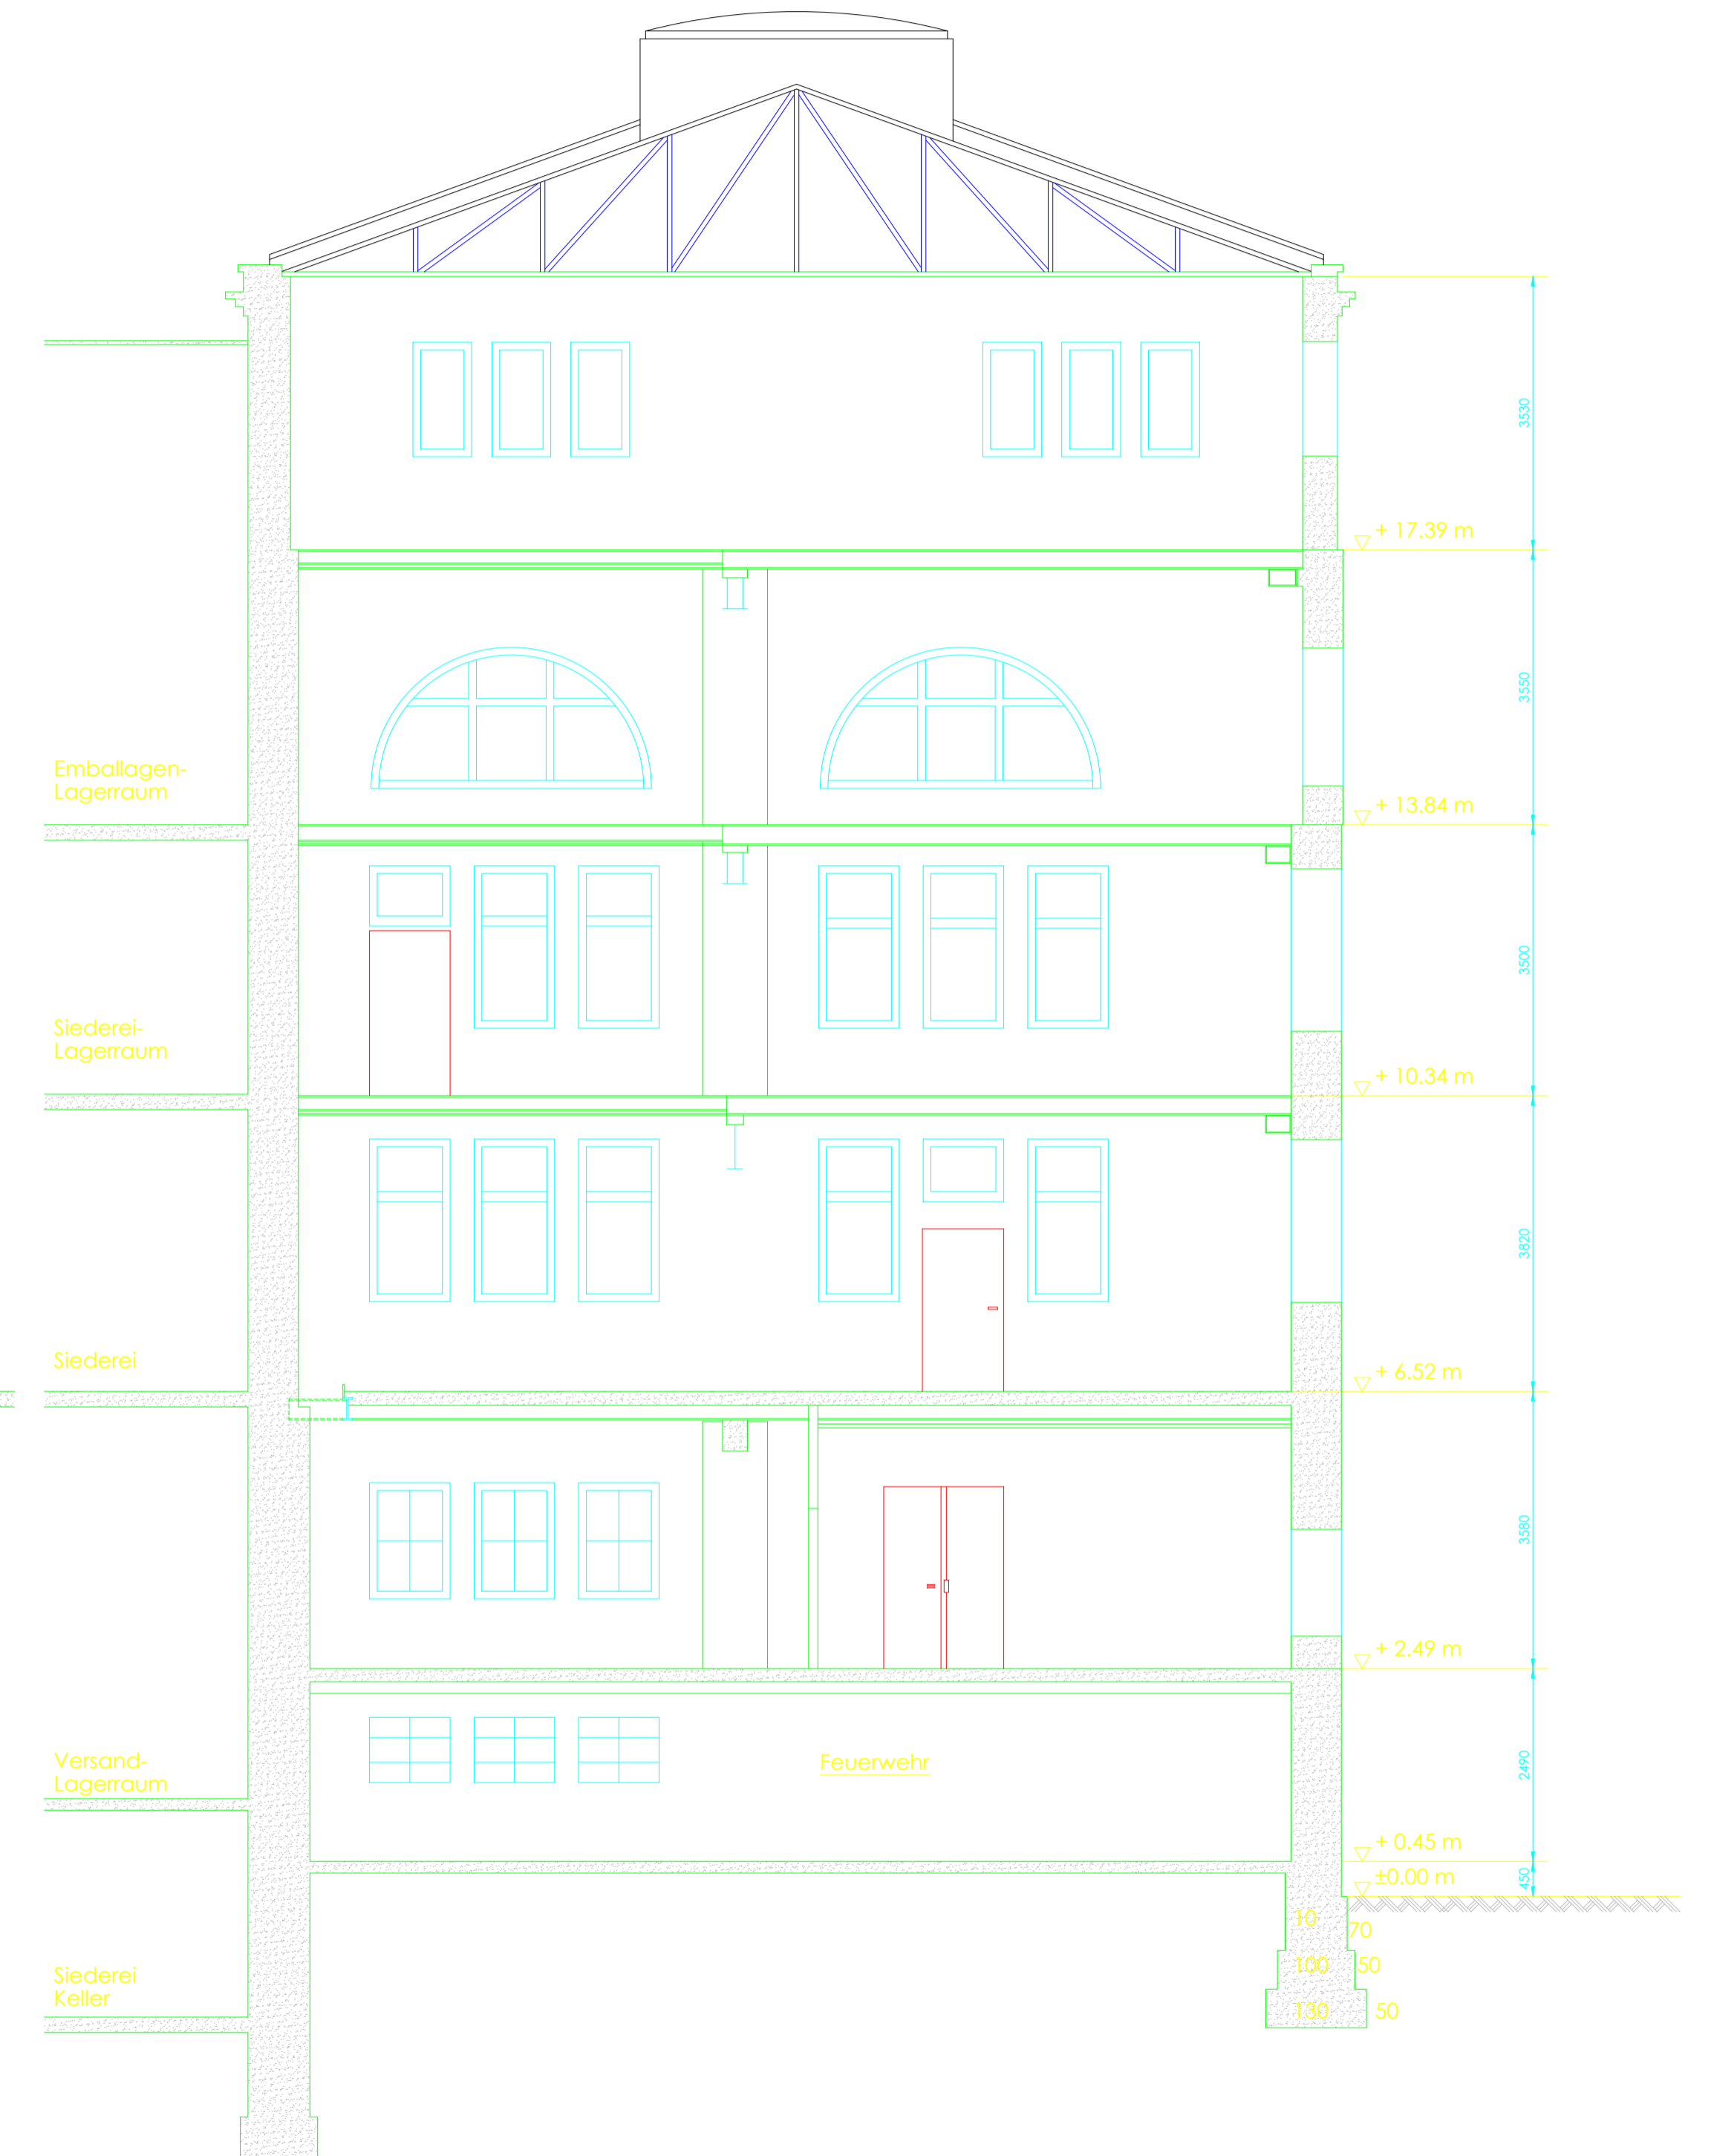 3530
+ 17.39 m
3550
Emballagen-
Lagerraum
+ 13.84 m
3500
Siederei-
Lagerraum
+ 10.34 m
3820
Siederei
+ 6.52 m
3580
+ 2.49 m
Versand-
Lagerraum
Feuerwehr
2490
+ 0.45 m
±0.00 m
450
10
70
100
50
Siederei
Keller
130
50